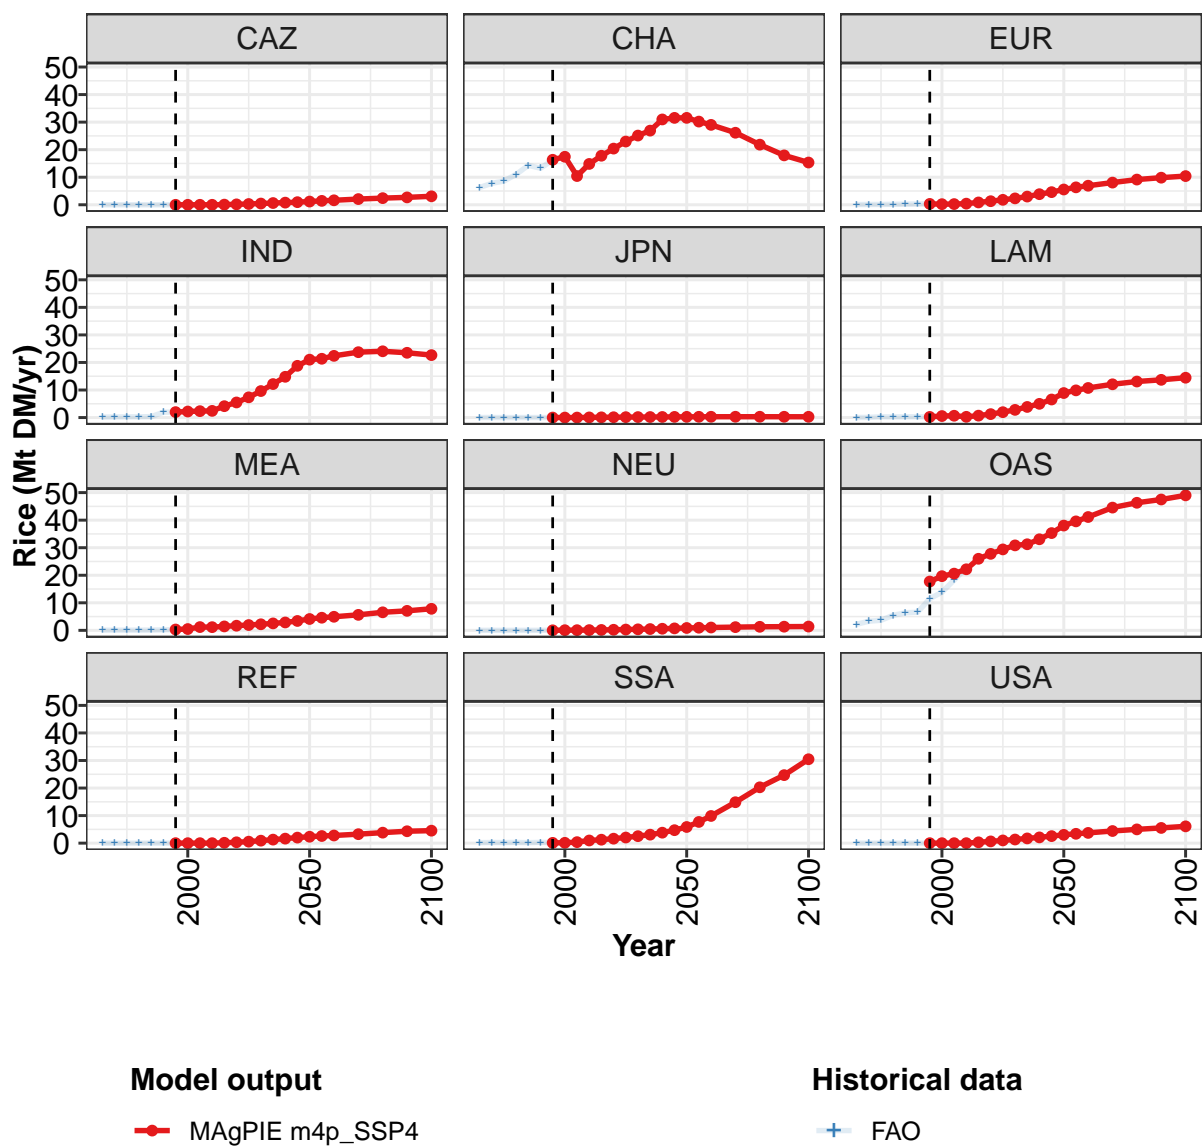 CAZ CHA EUR
50
40
30
20
10
0
IND JPN LAM
50
40
30
20
10
0
Rice (Mt DM/yr)
MEA NEU OAS
50
40
30
20
10
0
REF SSA USA
50
40
30
20
10
0
2000 2050 2100 2000 2050 2100 2000 2050 2100
Year
Model output Historical data
MAgPIE m4p_SSP4 FAO